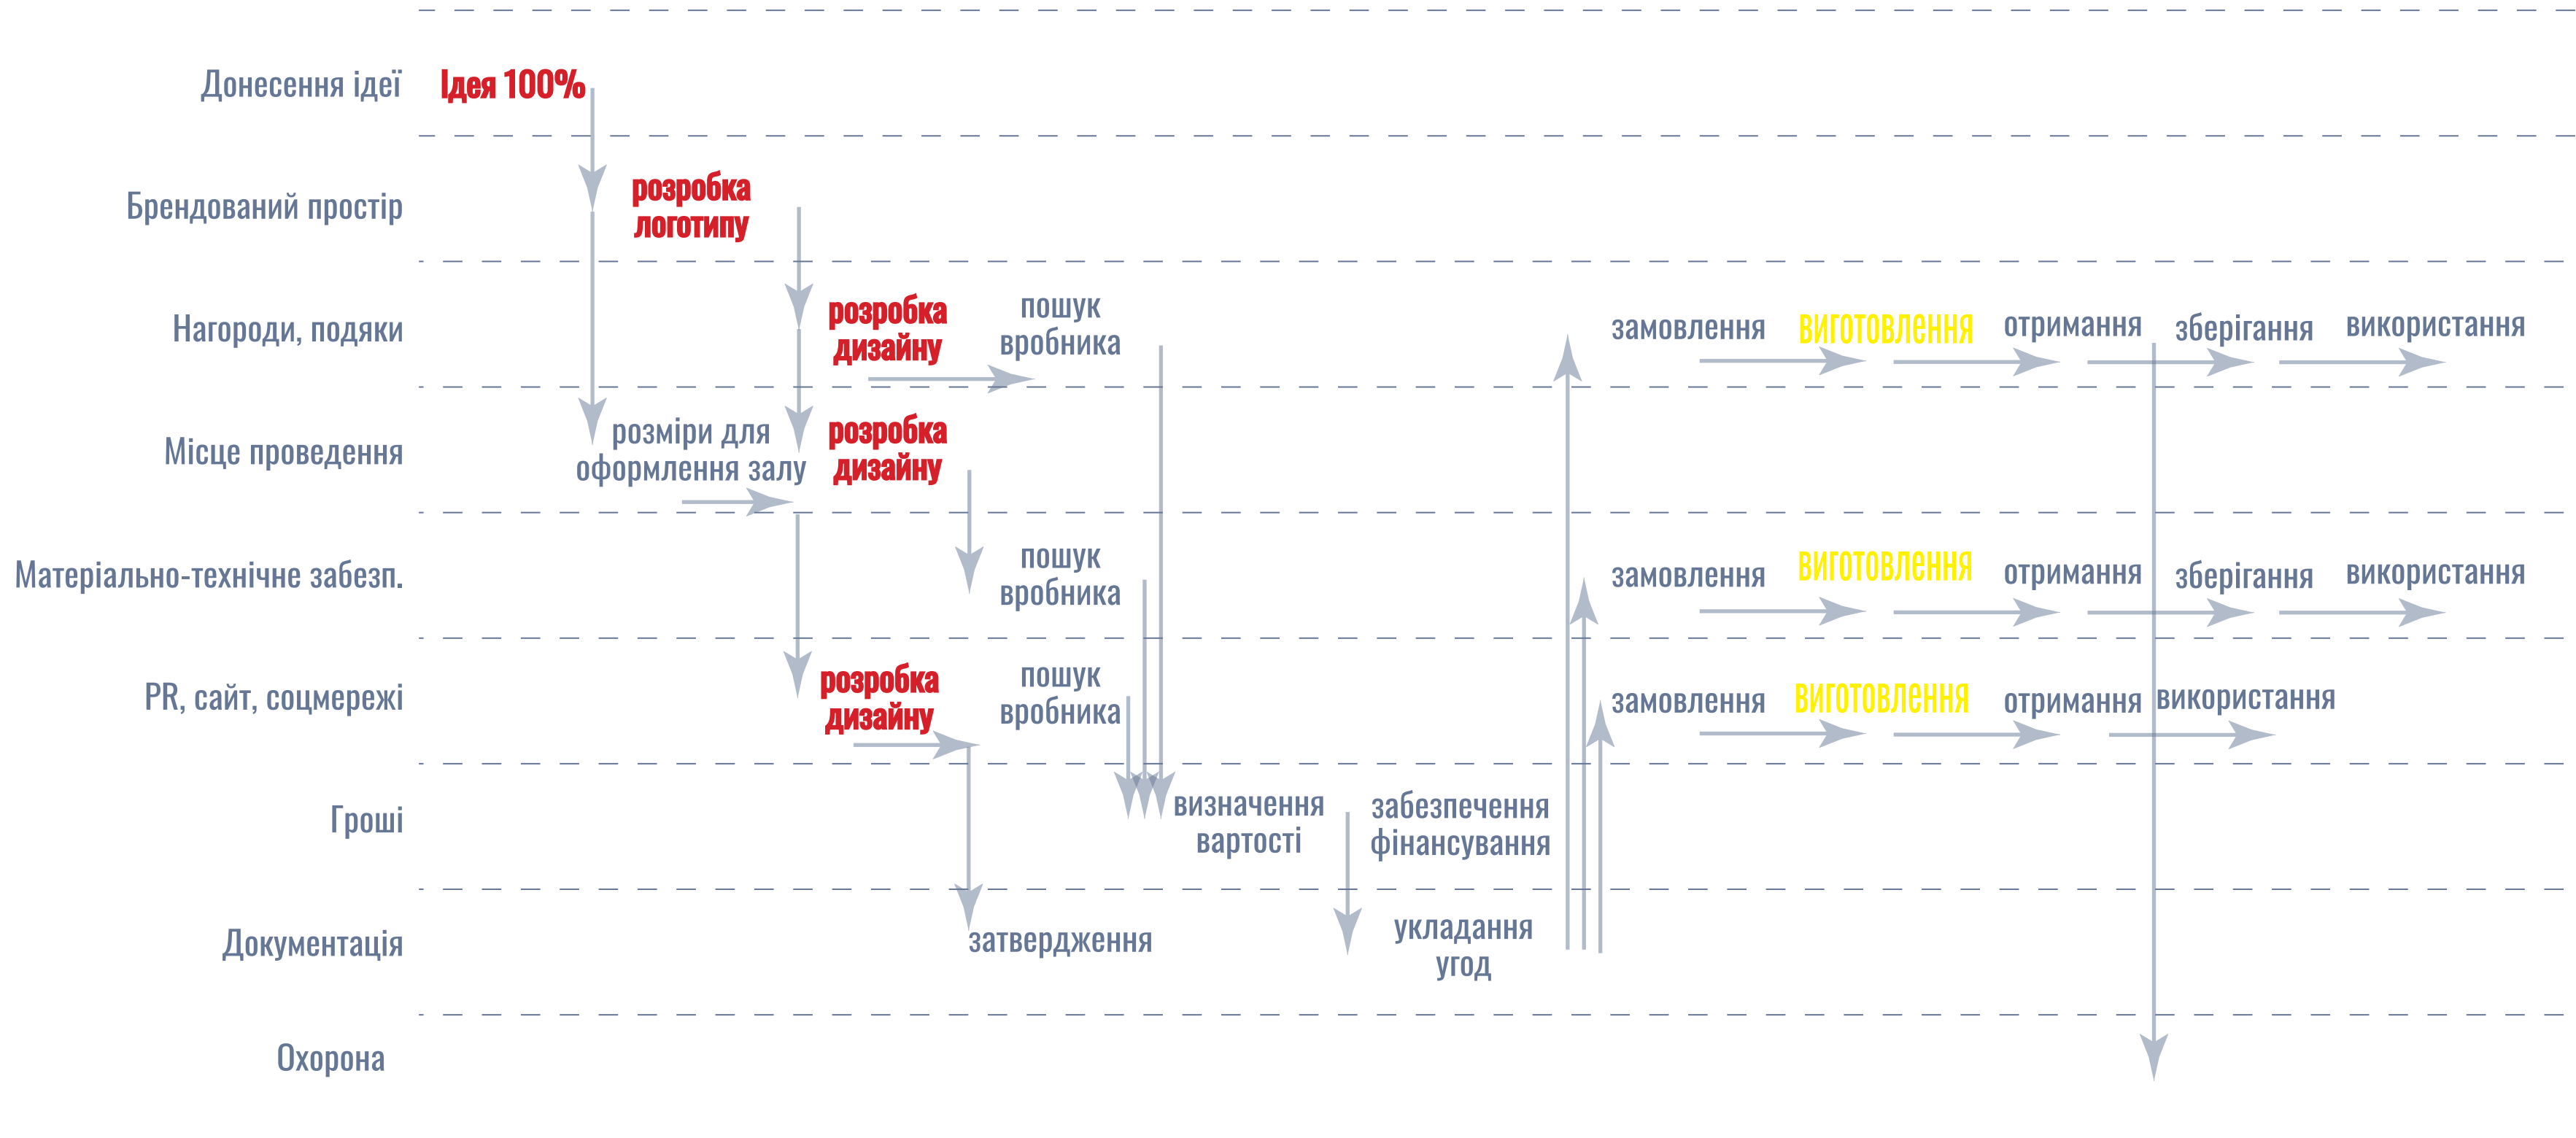 Донесення ідеї
Ідея 100%
Брендований простір
розробка
логотипу
Нагороди, подяки
розробка
дизайну
пошук
вробника
замовлення
виготовлення
отримання
зберігання
використання
Місце проведення
розміри для
оформлення залу
розробка
дизайну
Матеріально-технічне забезп.
пошук
вробника
замовлення
виготовлення
отримання
зберігання
використання
PR, сайт, соцмережі
розробка
дизайну
пошук
вробника
замовлення
виготовлення
отримання
використання
Гроші
визначення
вартості
забезпечення
фінансування
Документація
затвердження
укладання
угод
Охорона